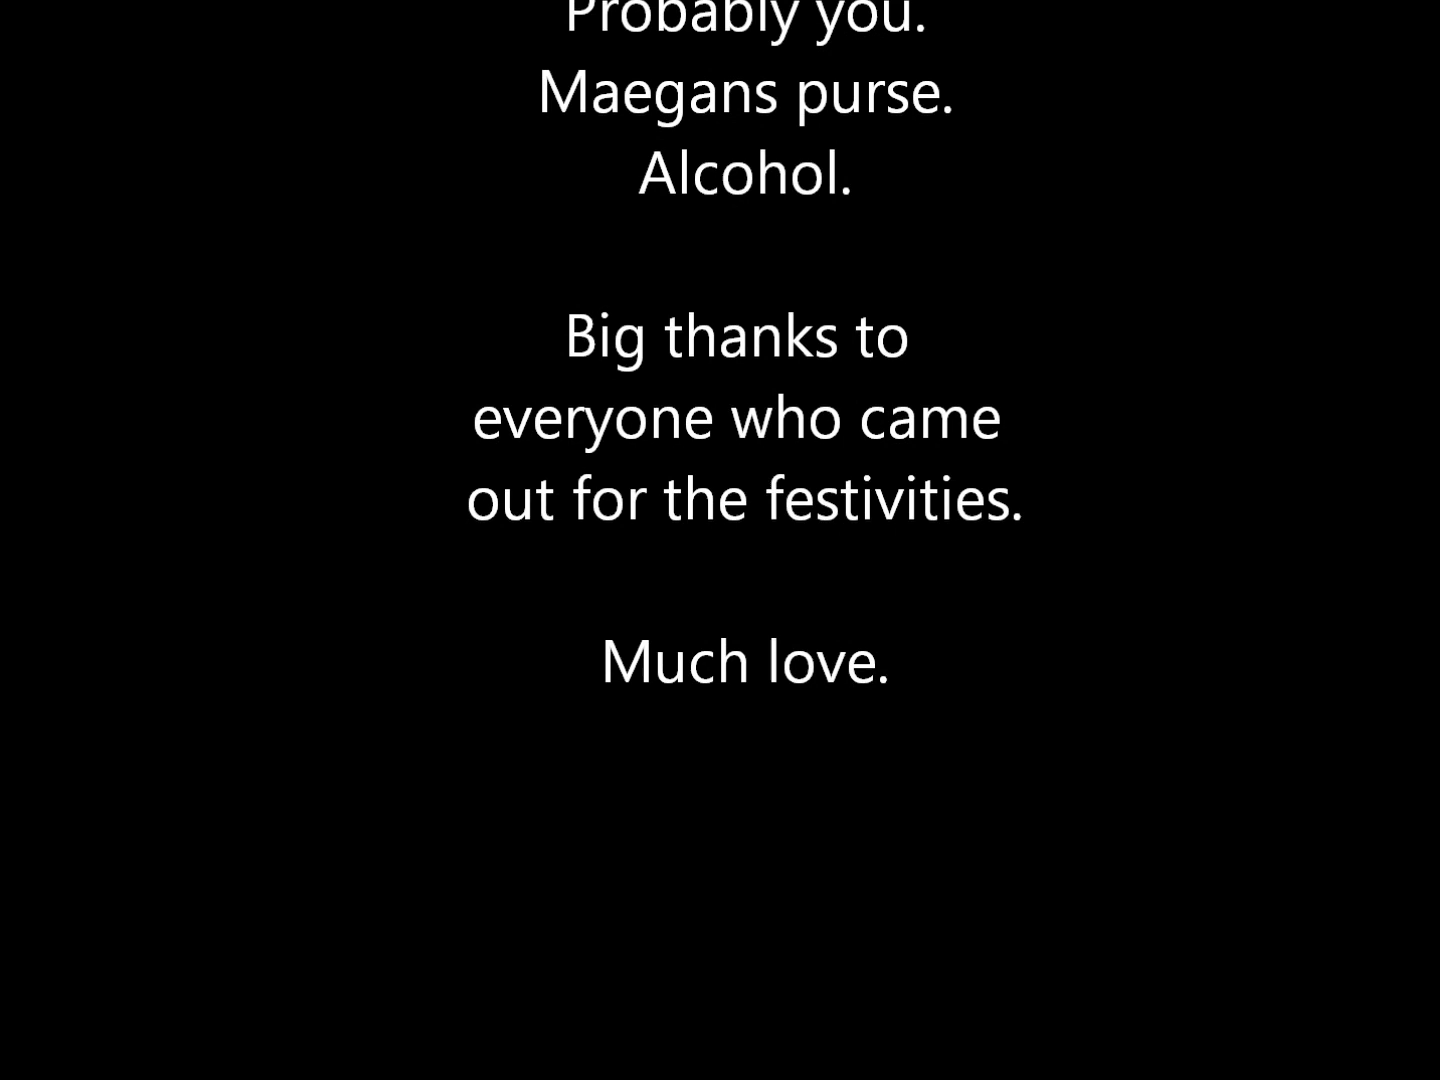 Probably you.
Maegans purse.
Alcohol.
Big thanks to
everyone who came
out for the festivities.
Much love.